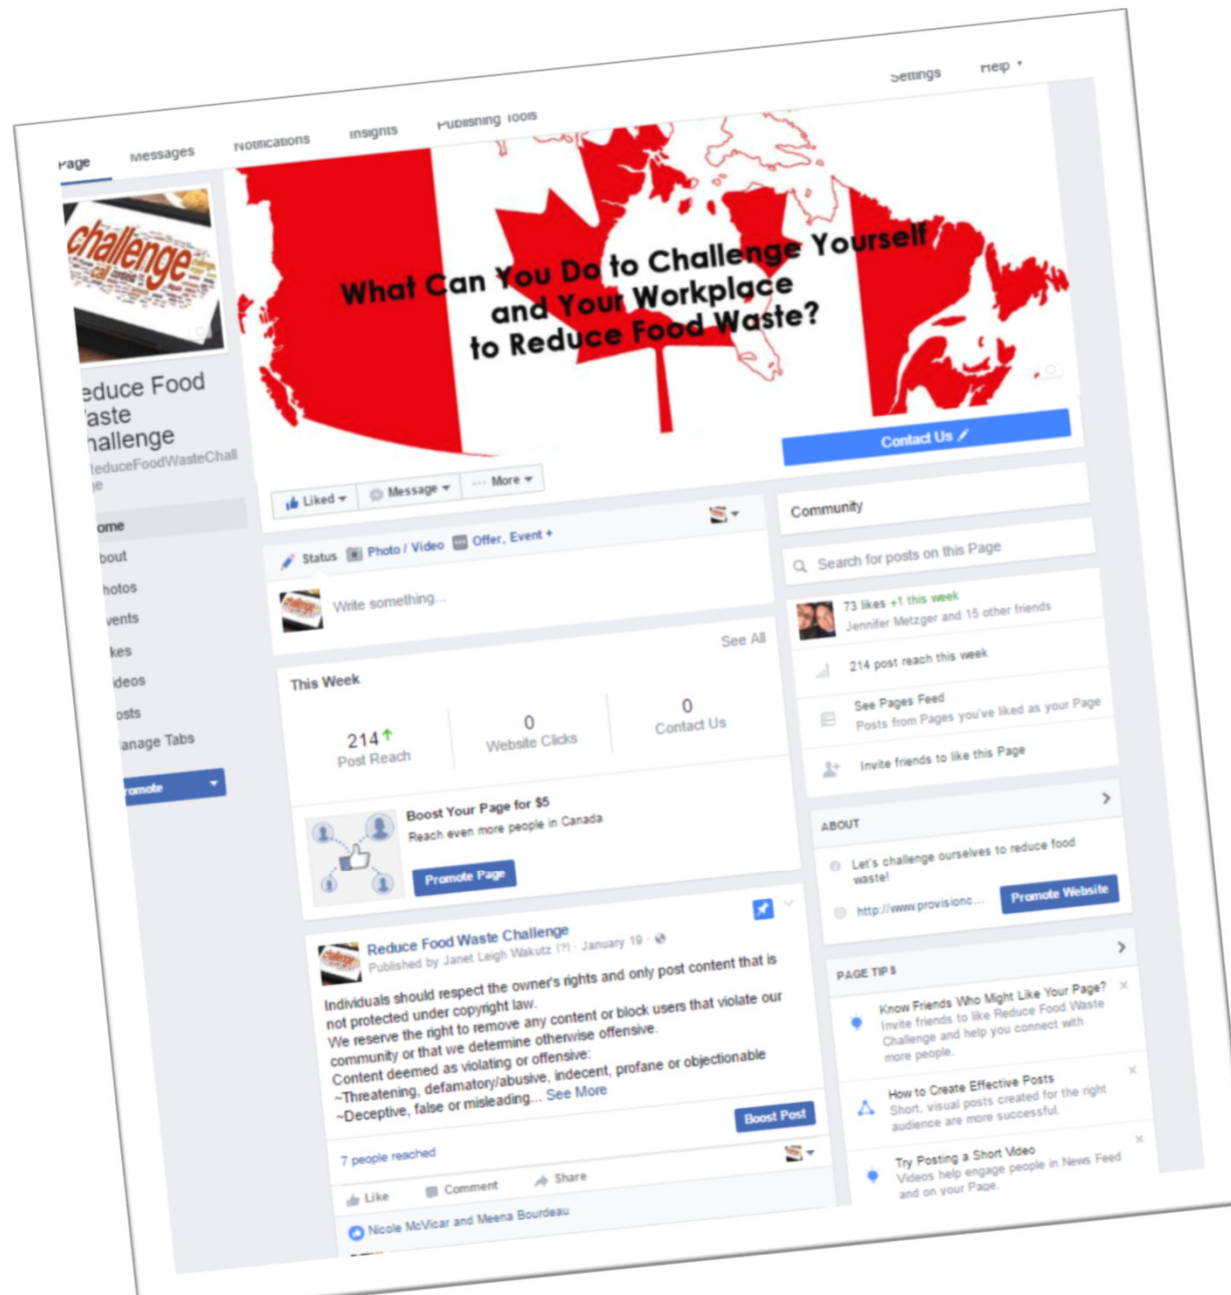 Page Messages Notifications Insights Publishing Tools Settings Help
challenge
call
What Can You Do to Challenge Yourself
and Your Workplace
to Reduce Food Waste?
educe Food
aste
hallenge
ReduceFoodWasteChall
ge
Contact Us
Liked Message More
ome
bout
hotos
vents
kes
ideos
osts
anage Tabs
romote
Status Photo / Video Offer, Event +
Write something...
This Week See All
214 0 0
Post Reach Website Clicks Contact Us
Boost Your Page for $5
Reach even more people in Canada
Promote Page
Reduce Food Waste Challenge
Published by Janet Leigh Wakutz [?] · January 19 ·
Individuals should respect the owner's rights and only post content that is
not protected under copyright law.
We reserve the right to remove any content or block users that violate our
community or that we determine otherwise offensive.
Content deemed as violating or offensive:
~Threatening, defamatory/abusive, indecent, profane or objectionable
~Deceptive, false or misleading... See More
7 people reached Boost Post
Like Comment Share
Nicole McVicar and Meena Bourdeau
Community
Search for posts on this Page
73 likes +1 this week
Jennifer Metzger and 15 other friends
214 post reach this week
See Pages Feed
Posts from Pages you've liked as your Page
Invite friends to like this Page
ABOUT
Let's challenge ourselves to reduce food
waste!
http://www.provisionc... Promote Website
PAGE TIPS
Know Friends Who Might Like Your Page?
Invite friends to like Reduce Food Waste
Challenge and help you connect with
more people.
How to Create Effective Posts
Short, visual posts created for the right
audience are more successful.
Try Posting a Short Video
Videos help engage people in News Feed
and on your Page.